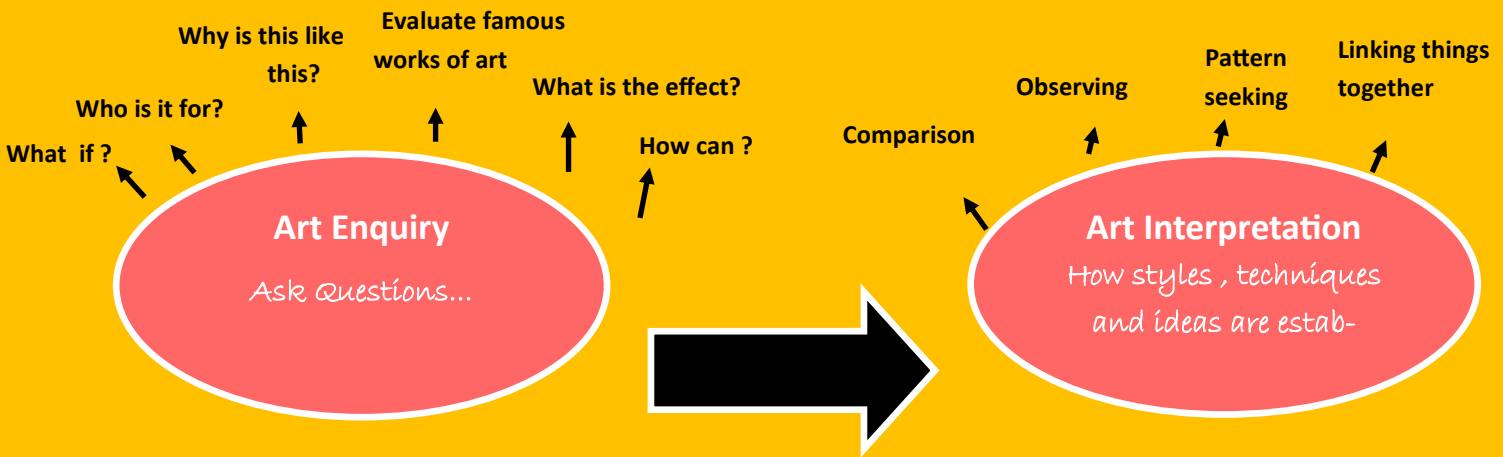 What  if ?
Who is it for?
Why is this like
this?
Evaluate famous
works of art
What is the effect?
How can ?
Art Enquiry
Ask Questions...
Comparison
Observing
Pattern
seeking
Linking things
together
Art Interpretation
How styles , techniques
and ideas are estab-